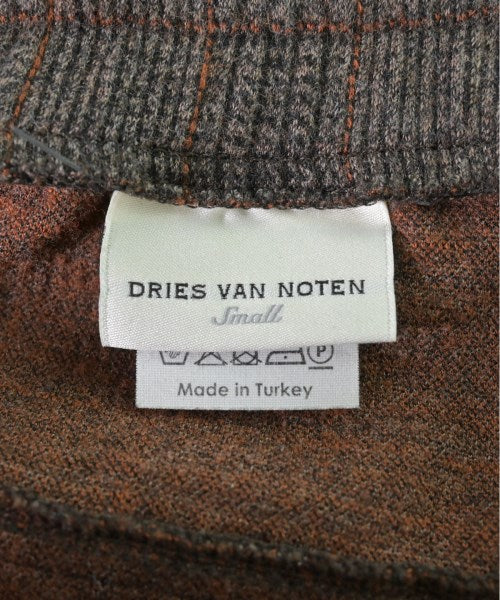 DRIES VAN NOTEN
Small
P
Made in Turkey